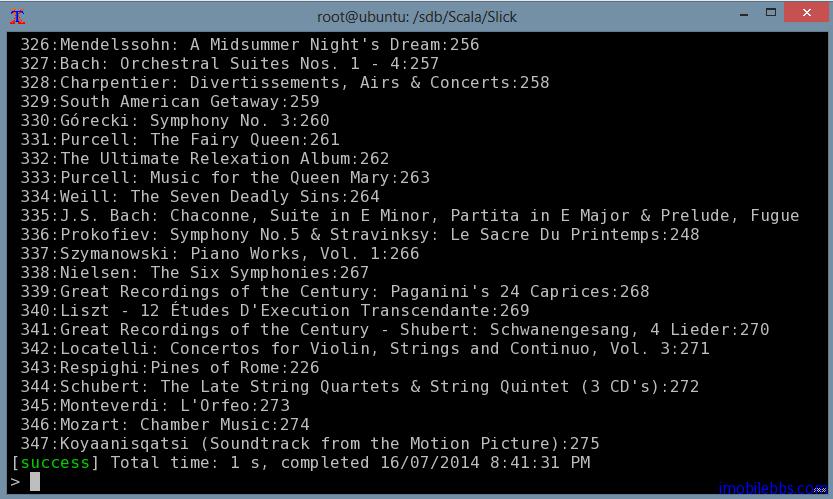 root@ubuntu: /sdb/Scala/Slick
326:Mendelssohn: A Midsummer Night's Dream:256
327:Bach: Orchestral Suites Nos. 1 - 4:257
328:Charpentier: Divertissements, Airs & Concerts:258
329:South American Getaway:259
330:Górecki: Symphony No. 3:260
331:Purcell: The Fairy Queen:261
332:The Ultimate Relexation Album:262
333:Purcell: Music for the Queen Mary:263
334:Weill: The Seven Deadly Sins:264
335:J.S. Bach: Chaconne, Suite in E Minor, Partita in E Major & Prelude, Fugue
336:Prokofiev: Symphony No.5 & Stravinksy: Le Sacre Du Printemps:248
337:Szymanowski: Piano Works, Vol. 1:266
338:Nielsen: The Six Symphonies:267
339:Great Recordings of the Century: Paganini's 24 Caprices:268
340:Liszt - 12 Études D'Execution Transcendante:269
341:Great Recordings of the Century - Shubert: Schwanengesang, 4 Lieder:270
342:Locatelli: Concertos for Violin, Strings and Continuo, Vol. 3:271
343:Respighi:Pines of Rome:226
344:Schubert: The Late String Quartets & String Quintet (3 CD's):272
345:Monteverdi: L'Orfeo:273
346:Mozart: Chamber Music:274
347:Koyaanisqatsi (Soundtrack from the Motion Picture):275
[success] Total time: 1 s, completed 16/07/2014 8:41:31 PM
>
imobilebbs.com